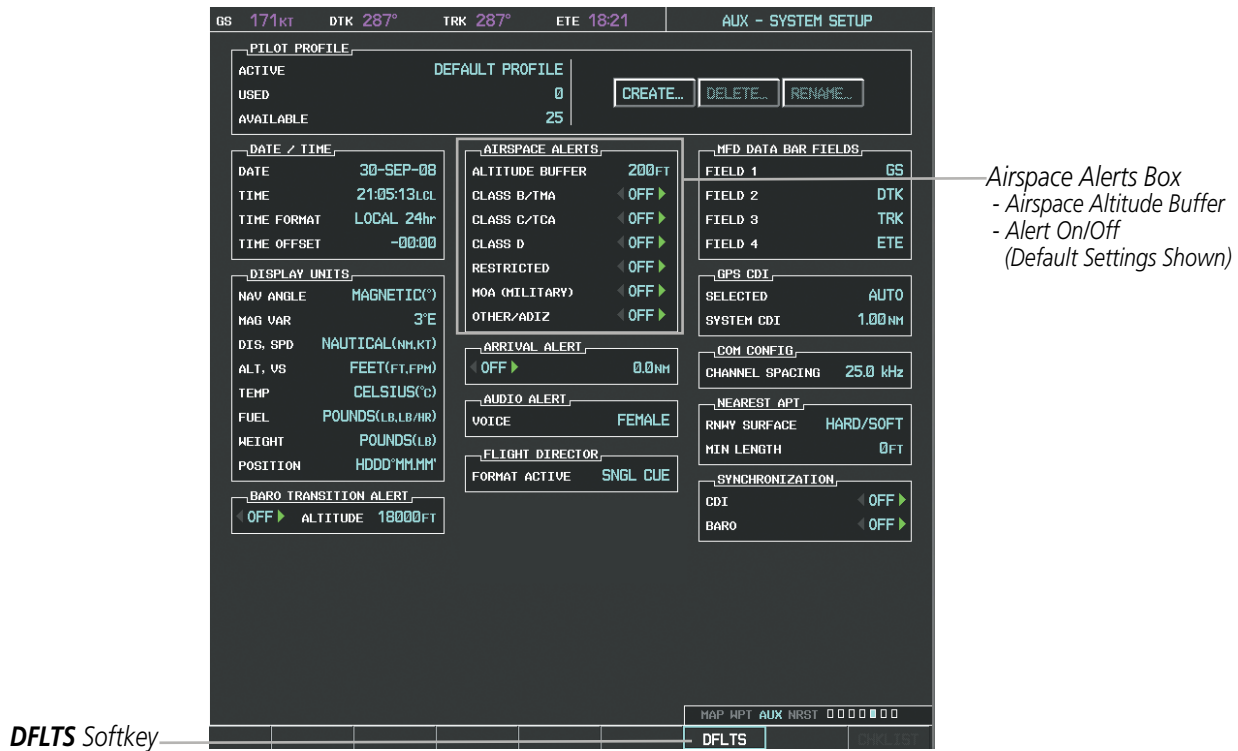 GS 171KT DTK 287° TRK 287° ETE 18:21 AUX - SYSTEM SETUP
PILOT PROFILE
ACTIVE DEFAULT PROFILE
USED 0
AVAILABLE 25
CREATE... DELETE... RENAME...
DATE / TIME
DATE 30-SEP-08
TIME 21:05:13LCL
TIME FORMAT LOCAL 24hr
TIME OFFSET -00:00
DISPLAY UNITS
NAV ANGLE MAGNETIC(°)
MAG VAR 3°E
DIS, SPD NAUTICAL(NM,KT)
ALT, VS FEET(FT,FPM)
TEMP CELSIUS(°C)
FUEL POUNDS(LB,LB/HR)
WEIGHT POUNDS(LB)
POSITION HDDD°MM.MM'
BARO TRANSITION ALERT
OFF ALTITUDE 18000FT
AIRSPACE ALERTS
ALTITUDE BUFFER 200FT
CLASS B/TMA OFF
CLASS C/TCA OFF
CLASS D OFF
RESTRICTED OFF
MOA (MILITARY) OFF
OTHER/ADIZ OFF
ARRIVAL ALERT
OFF 0.0NM
AUDIO ALERT
VOICE FEMALE
FLIGHT DIRECTOR
FORMAT ACTIVE SNGL CUE
MFD DATA BAR FIELDS
FIELD 1 GS
FIELD 2 DTK
FIELD 3 TRK
FIELD 4 ETE
GPS CDI
SELECTED AUTO
SYSTEM CDI 1.00NM
COM CONFIG
CHANNEL SPACING 25.0 kHz
NEAREST APT
RNWY SURFACE HARD/SOFT
MIN LENGTH 0FT
SYNCHRONIZATION
CDI OFF
BARO OFF
Airspace Alerts Box
- Airspace Altitude Buffer
- Alert On/Off
(Default Settings Shown)
MAP WPT AUX NRST
DFLTS Softkey
DFLTS CHKLIST